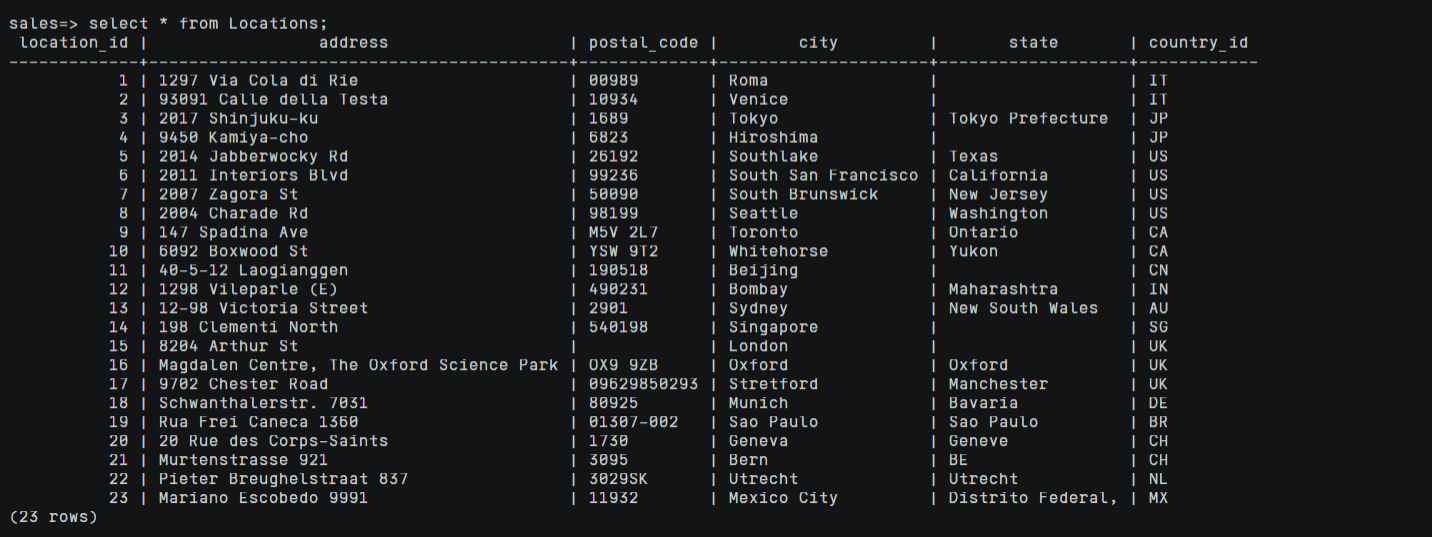 sales=> select * from Locations;
 location_id |                 address                  | postal_code |        city         |       state       | country_id
-------------+------------------------------------------+-------------+---------------------+-------------------+------------
           1 | 1297 Via Cola di Rie                     | 00989       | Roma                |                   | IT
           2 | 93091 Calle della Testa                  | 10934       | Venice              |                   | IT
           3 | 2017 Shinjuku-ku                         | 1689        | Tokyo               | Tokyo Prefecture  | JP
           4 | 9450 Kamiya-cho                          | 6823        | Hiroshima           |                   | JP
           5 | 2014 Jabberwocky Rd                      | 26192       | Southlake           | Texas             | US
           6 | 2011 Interiors Blvd                      | 99236       | South San Francisco | California        | US
           7 | 2007 Zagora St                           | 50090       | South Brunswick     | New Jersey        | US
           8 | 2004 Charade Rd                          | 98199       | Seattle             | Washington        | US
           9 | 147 Spadina Ave                          | M5V 2L7     | Toronto             | Ontario           | CA
          10 | 6092 Boxwood St                          | YSW 9T2     | Whitehorse          | Yukon             | CA
          11 | 40-5-12 Laogianggen                      | 190518      | Beijing             |                   | CN
          12 | 1298 Vileparle (E)                       | 490231      | Bombay              | Maharashtra       | IN
          13 | 12-98 Victoria Street                    | 2901        | Sydney              | New South Wales   | AU
          14 | 198 Clementi North                       | 540198      | Singapore           |                   | SG
          15 | 8204 Arthur St                           |             | London              |                   | UK
          16 | Magdalen Centre, The Oxford Science Park | OX9 9ZB     | Oxford              | Oxford            | UK
          17 | 9702 Chester Road                        | 09629850293 | Stretford           | Manchester        | UK
          18 | Schwanthalerstr. 7031                    | 80925       | Munich              | Bavaria           | DE
          19 | Rua Frei Caneca 1360                     | 01307-002   | Sao Paulo           | Sao Paulo         | BR
          20 | 20 Rue des Corps-Saints                  | 1730        | Geneva              | Geneve            | CH
          21 | Murtenstrasse 921                        | 3095        | Bern                | BE                | CH
          22 | Pieter Breughelstraat 837                | 3029SK      | Utrecht             | Utrecht           | NL
          23 | Mariano Escobedo 9991                    | 11932       | Mexico City         | Distrito Federal, | MX
(23 rows)